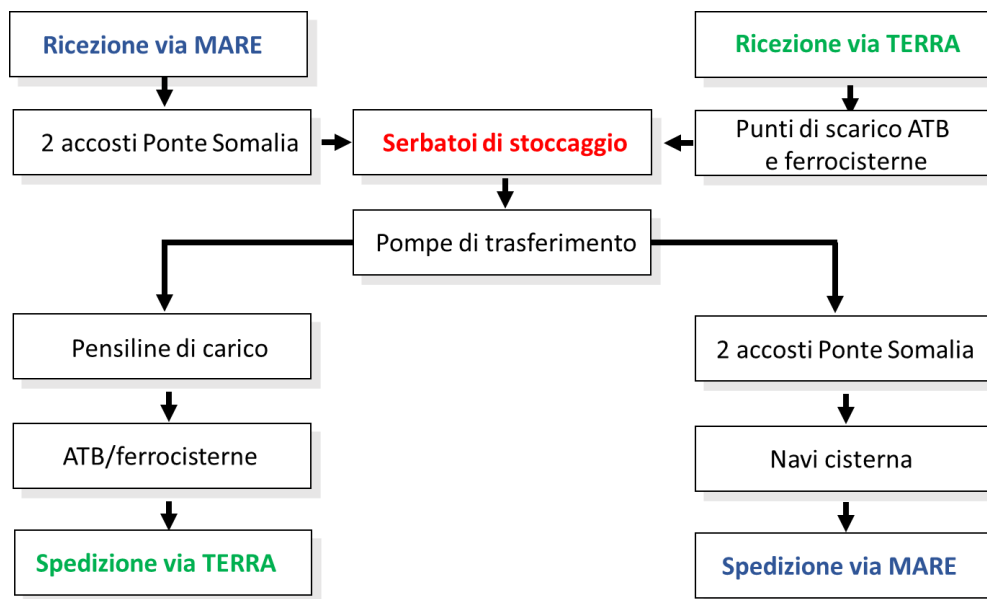 Ricezione via MARE
Ricezione via TERRA
2 accosti Ponte Somalia
Serbatoi di stoccaggio
Punti di scarico ATB
e ferrocisterne
Pompe di trasferimento
Pensiline di carico
2 accosti Ponte Somalia
ATB/ferrocisterne
Navi cisterna
Spedizione via TERRA
Spedizione via MARE